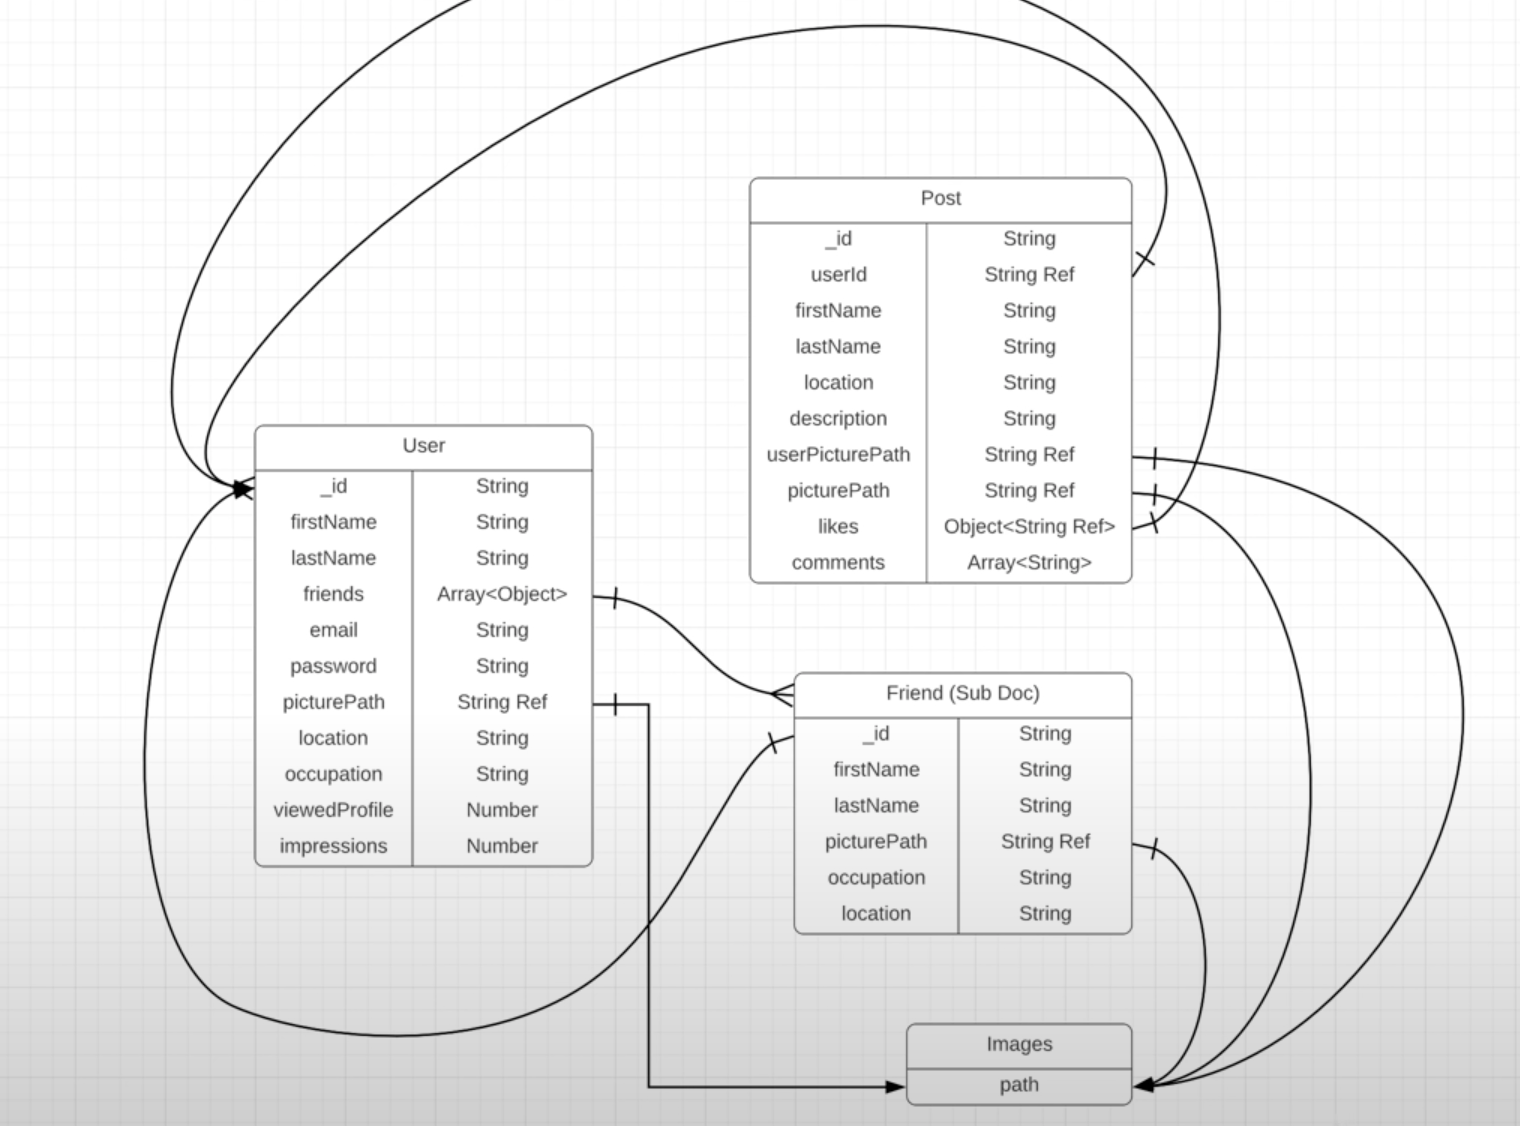 Post
_id String
userId String Ref
firstName String
lastName String
location String
description String
userPicturePath String Ref
picturePath String Ref
likes Object<String Ref>
comments Array<String>
User
_id String
firstName String
lastName String
friends Array<Object>
email String
password String
picturePath String Ref
location String
occupation String
viewedProfile Number
impressions Number
Friend (Sub Doc)
_id String
firstName String
lastName String
picturePath String Ref
occupation String
location String
Images
path